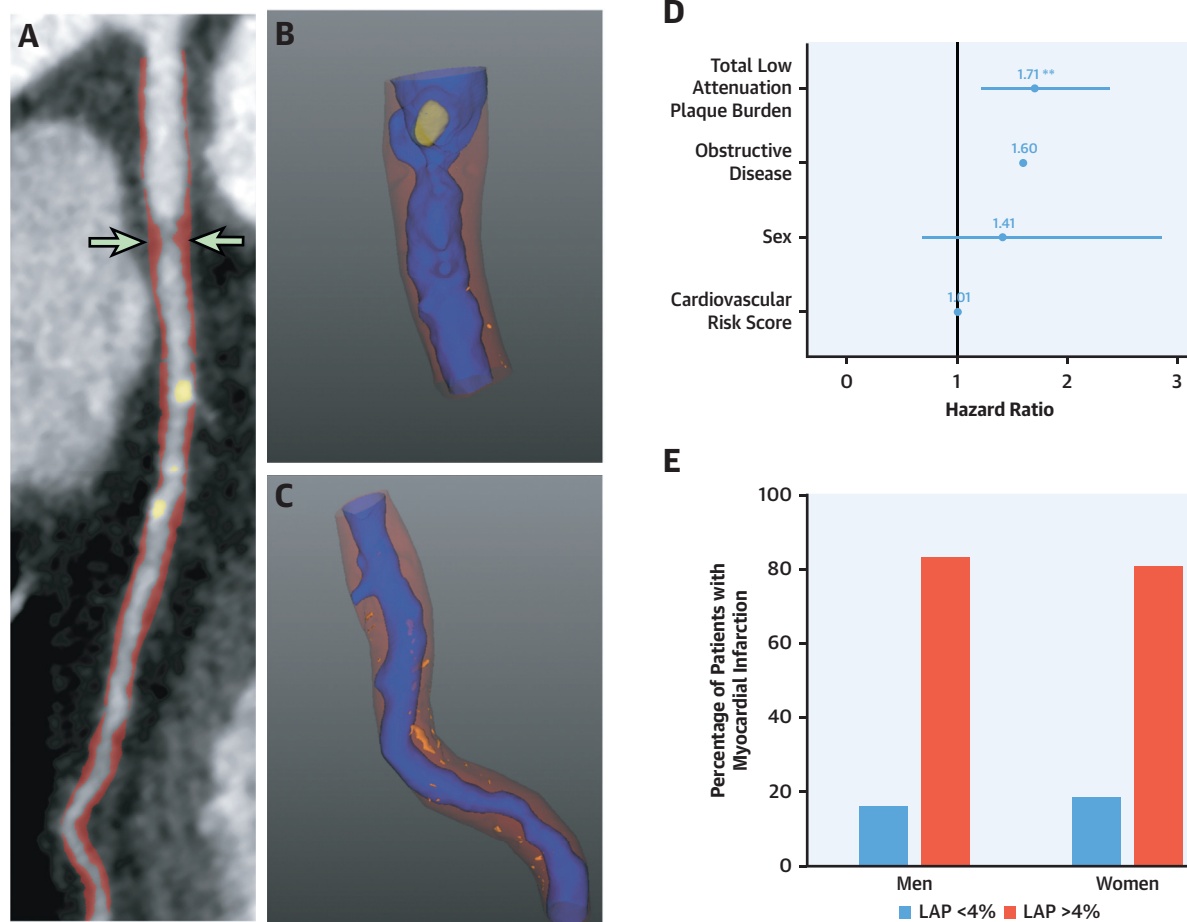 A
B
C
D
Total Low
Attenuation
Plaque Burden
Obstructive
Disease
Sex
Cardiovascular
Risk Score
1.71 **
1.60
1.41
1.01
0
1
2
3
Hazard Ratio
E
Percentage of Patients with
Myocardial Infarction
100
80
60
40
20
0
Men
Women
LAP <4%
LAP >4%